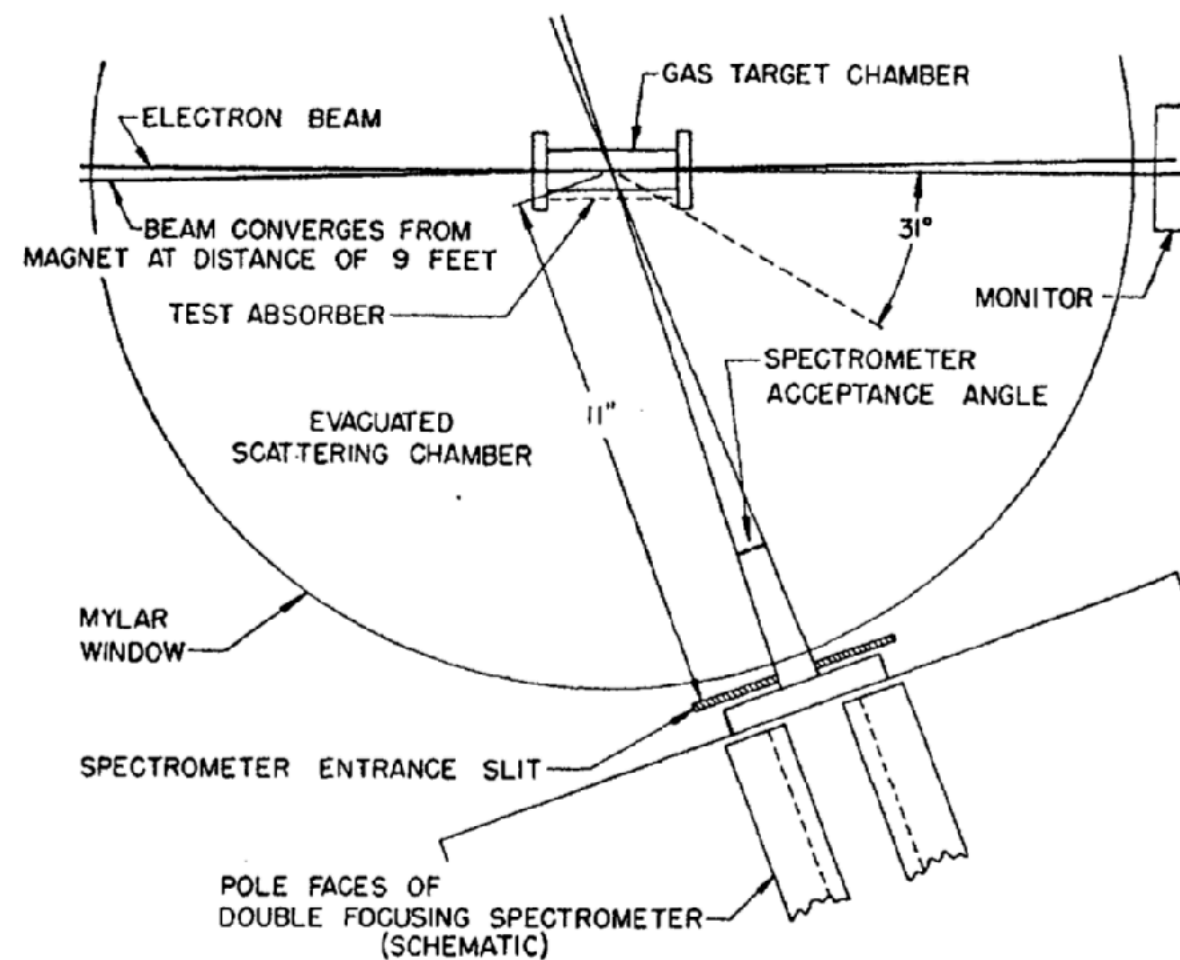 GAS TARGET CHAMBER
ELECTRON BEAM
BEAM CONVERGES FROM
MAGNET AT DISTANCE OF 9 FEET
31°
TEST ABSORBER
MONITOR
SPECTROMETER
ACCEPTANCE ANGLE
11"
EVACUATED
SCATTERING CHAMBER
MYLAR
WINDOW
SPECTROMETER ENTRANCE SLIT
POLE FACES OF
DOUBLE FOCUSING SPECTROMETER
(SCHEMATIC)